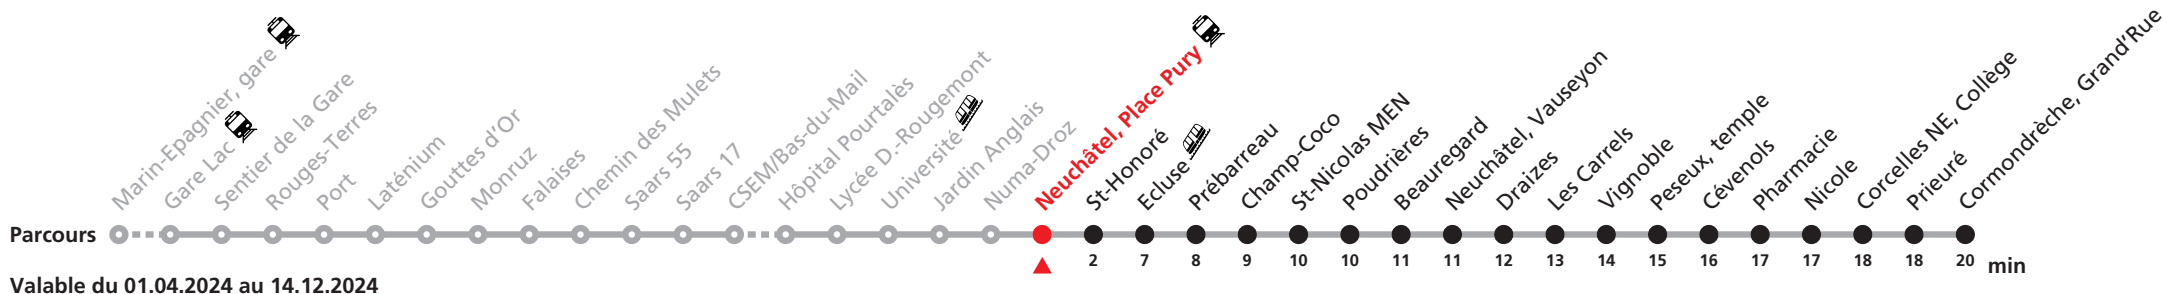 Marin-Epagnier, gare
Gare Lac
Sentier de la Gare
Rouges-Terres
Port
Laténium
Gouttes d'Or
Monruz
Falaises
Chemin des Mulets
Saars 55
Saars 17
CSEM/Bas-du-Mail
Hôpital Pourtalès
Lycée D.-Rougemont
Université
Jardin Anglais
Numa-Droz
Neuchâtel, Place Pury
St-Honoré
Ecluse
Prébarreau
Champ-Coco
St-Nicolas MEN
Poudrières
Beauregard
Neuchâtel, Vauseyon
Draizes
Les Carrels
Vignoble
Peseux, temple
Cévenols
Pharmacie
Nicole
Corcelles NE, Collège
Prieuré
Cormondrèche, Grand'Rue
Parcours
2 7 8 9 10 10 11 11 12 13 14 15 16 17 17 18 18 20 min
Valable du 01.04.2024 au 14.12.2024